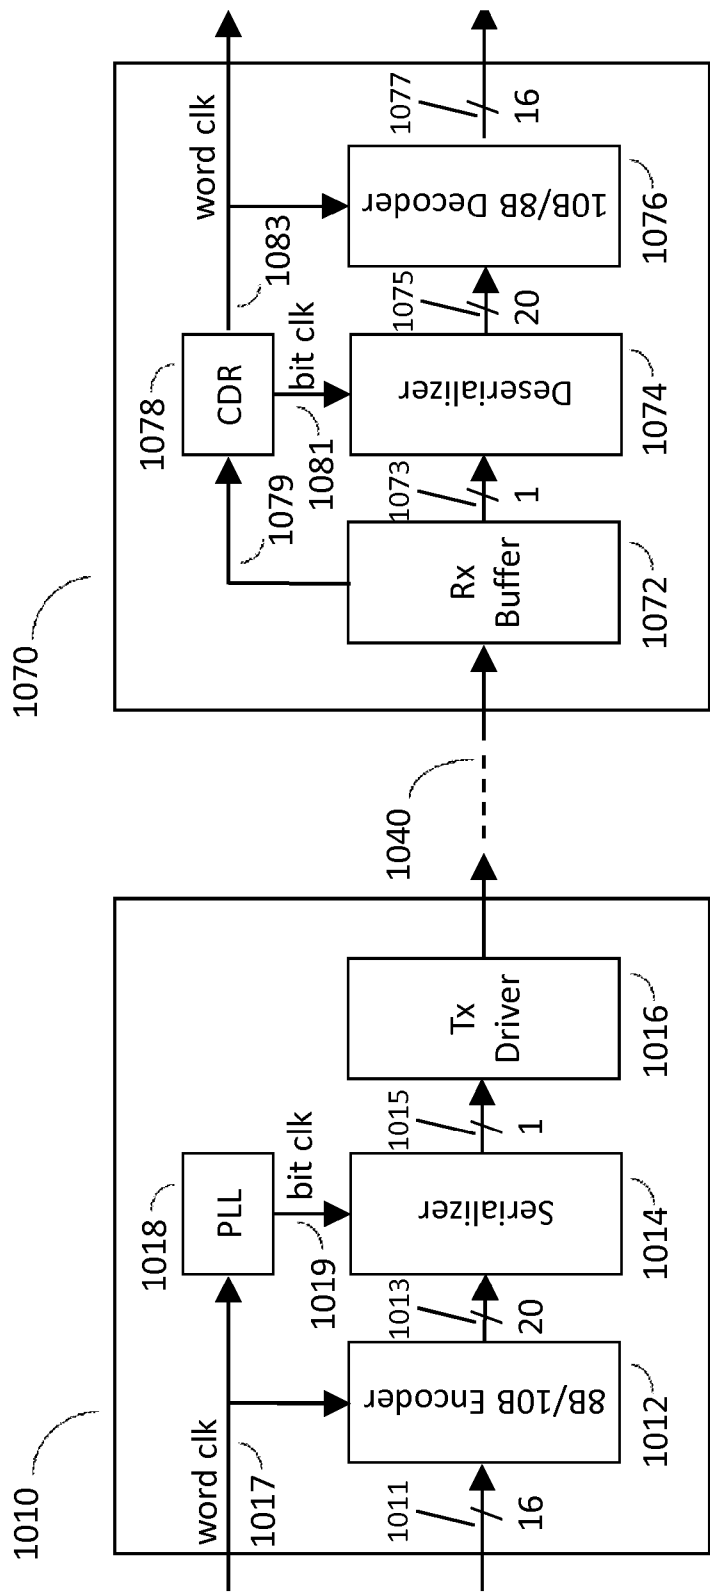 1010
word clk
1017
1018
PLL
bit clk
1019
1011
16
8B/10B Encoder
1012
1013
20
Serializer
1014
1015
1
Tx
Driver
1016
1040
1070
1078
CDR
word clk
1083
1079
bit clk
1081
Rx
Buffer
1072
1073
1
Deserializer
1074
1075
20
10B/8B Decoder
1076
1077
16